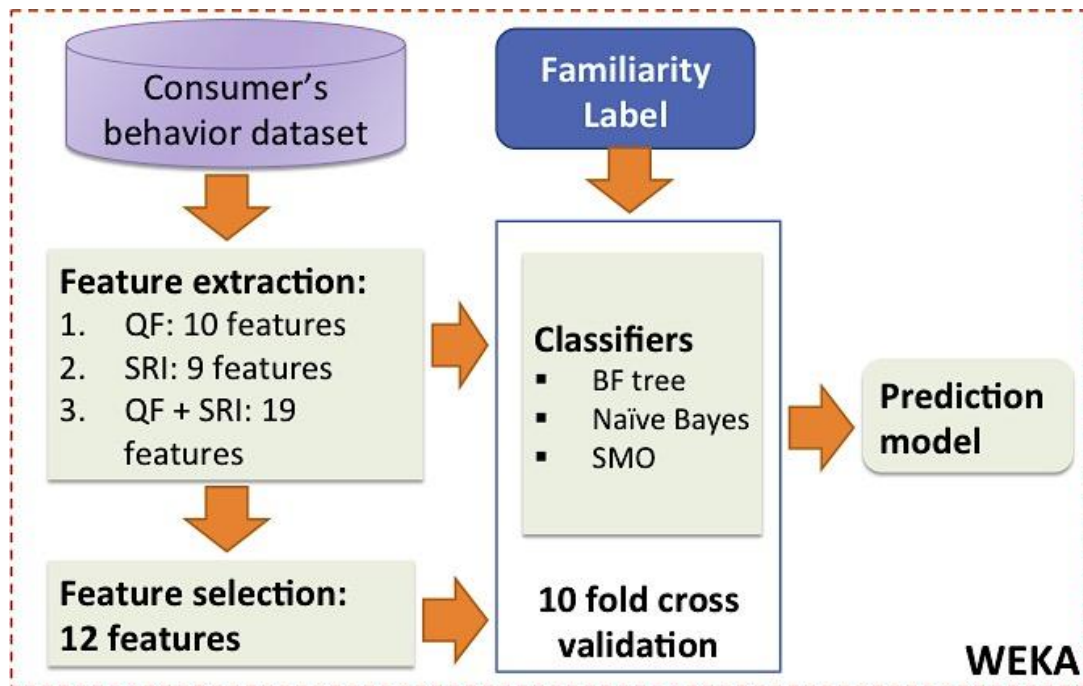 Consumer's
behavior dataset
Familiarity
Label
Feature extraction:
1. QF: 10 features
2. SRI: 9 features
3. QF + SRI: 19
features
Classifiers
▪ BF tree
▪ Naïve Bayes
▪ SMO
Prediction
model
Feature selection:
12 features
10 fold cross
validation
WEKA